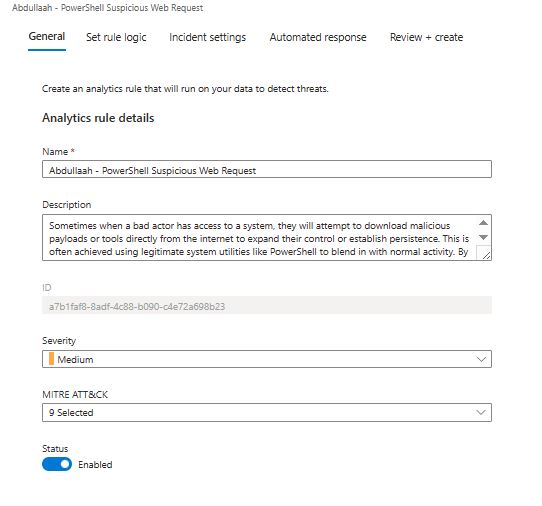 Abdullaah - PowerShell Suspicious Web Request
General Set rule logic Incident settings Automated response Review + create
Create an analytics rule that will run on your data to detect threats.
Analytics rule details
Name *
Abdullaah - PowerShell Suspicious Web Request
Description
Sometimes when a bad actor has access to a system, they will attempt to download malicious
payloads or tools directly from the internet to expand their control or establish persistence. This is
often achieved using legitimate system utilities like PowerShell to blend in with normal activity. By
ID
a7b1faf8-8adf-4c88-b090-c4e72a698b23
Severity
Medium
MITRE ATT&CK
9 Selected
Status
Enabled